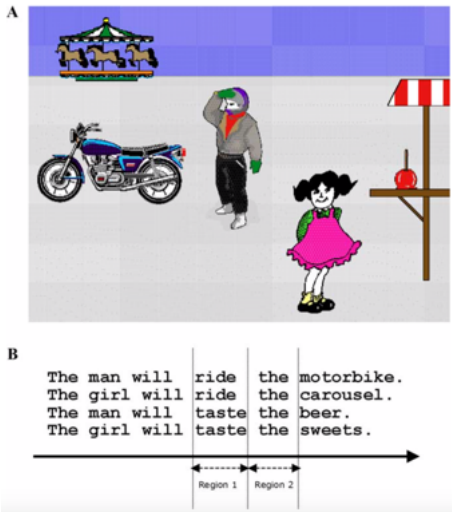 A
B
The man will ride the motorbike.
The girl will ride the carousel.
The man will taste the beer.
The girl will taste the sweets.
Region 1 Region 2